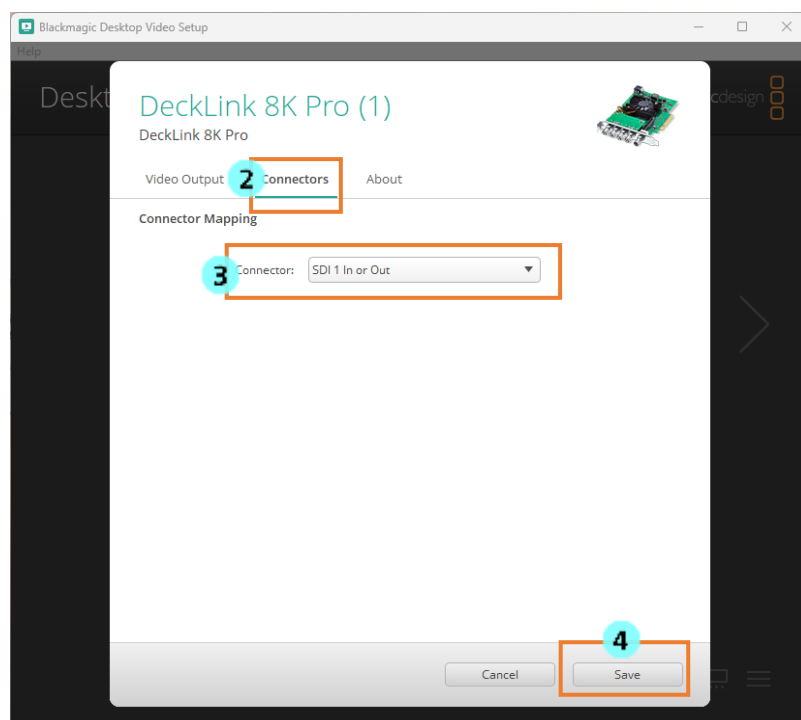 Blackmagic Desktop Video Setup
Help
Deskt
cdesign
DeckLink 8K Pro (1)
DeckLink 8K Pro
Video Output 2 Connectors About
Connector Mapping
3 Connector: SDI 1 In or Out
4
Cancel Save